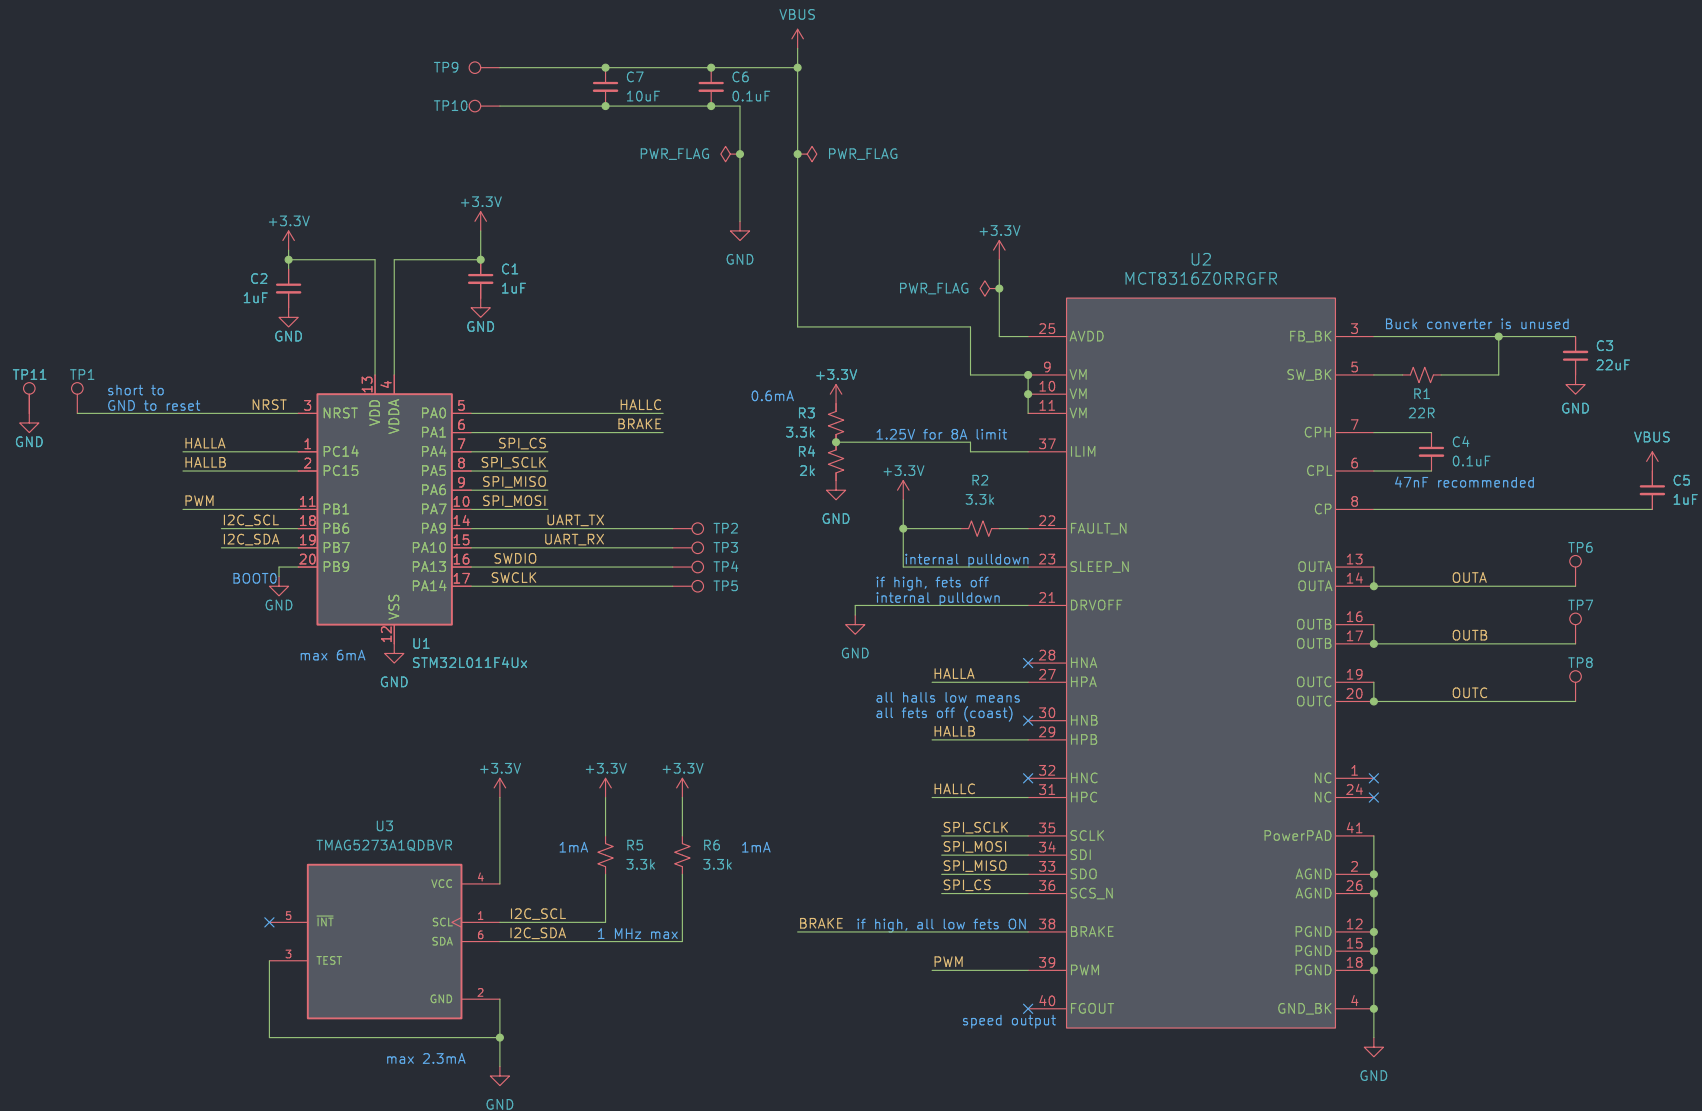 VBUS
TP9
C7
10uF
C6
0.1uF
TP10
PWR_FLAG
PWR_FLAG
GND
+3.3V
C2
1uF
GND
+3.3V
C1
1uF
GND
TP11
GND
TP1
short to
GND to reset
NRST
HALLA
HALLB
PWM
I2C_SCL
I2C_SDA
BOOT0
GND
3
1
2
11
18
19
20
13
4
VDD
VDDA
NRST
PC14
PC15
PB1
PB6
PB7
PB9
PA0
PA1
PA4
PA5
PA6
PA7
PA9
PA10
PA13
PA14
VSS
12
5
6
7
8
9
10
14
15
16
17
HALLC
BRAKE
SPI_CS
SPI_SCLK
SPI_MISO
SPI_MOSI
UART_TX
UART_RX
SWDIO
SWCLK
TP2
TP3
TP4
TP5
U1
STM32L011F4Ux
max 6mA
GND
+3.3V
PWR_FLAG
+3.3V
0.6mA
R3
3.3k
R4
2k
GND
1.25V for 8A limit
+3.3V
R2
3.3k
internal pulldown
if high, fets off
internal pulldown
GND
HALLA
all halls low means
all fets off (coast)
HALLB
HALLC
SPI_SCLK
SPI_MOSI
SPI_MISO
SPI_CS
BRAKE
if high, all low fets ON
PWM
speed output
U2
MCT8316Z0RRGFR
25 AVDD
9 VM
10 VM
11 VM
37 ILIM
22 FAULT_N
23 SLEEP_N
21 DRVOFF
28 HNA
27 HPA
30 HNB
29 HPB
32 HNC
31 HPC
35 SCLK
34 SDI
33 SDO
36 SCS_N
38 BRAKE
39 PWM
40 FGOUT
FB_BK 3
SW_BK 5
CPH 7
CPL 6
CP 8
OUTA 13
OUTA 14
OUTB 16
OUTB 17
OUTC 19
OUTC 20
NC 1
NC 24
PowerPAD 41
AGND 2
AGND 26
PGND 12
PGND 15
PGND 18
GND_BK 4
GND
Buck converter is unused
C3
22uF
GND
R1
22R
C4
0.1uF
47nF recommended
VBUS
C5
1uF
TP6
OUTA
TP7
OUTB
TP8
OUTC
+3.3V
+3.3V
+3.3V
U3
TMAG5273A1QDBVR
1mA
R5
3.3k
R6
3.3k
1mA
VCC 4
5 INT
SCL 1
SDA 6
3 TEST
GND 2
I2C_SCL
I2C_SDA
1 MHz max
max 2.3mA
GND